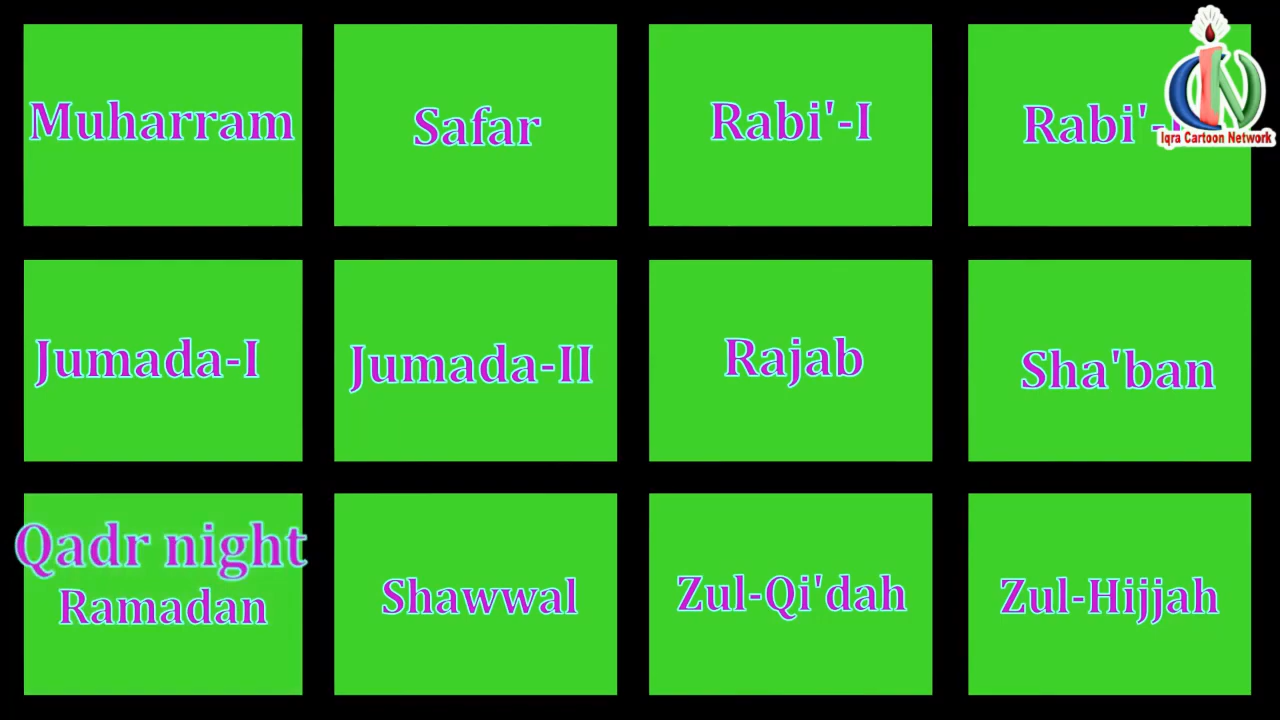 Muharram
Safar
Rabi'-I
Rabi'-
Iqra Cartoon Network
Jumada-I
Jumada-II
Rajab
Sha'ban
Qadr night
Ramadan
Shawwal
Zul-Qi'dah
Zul-Hijjah